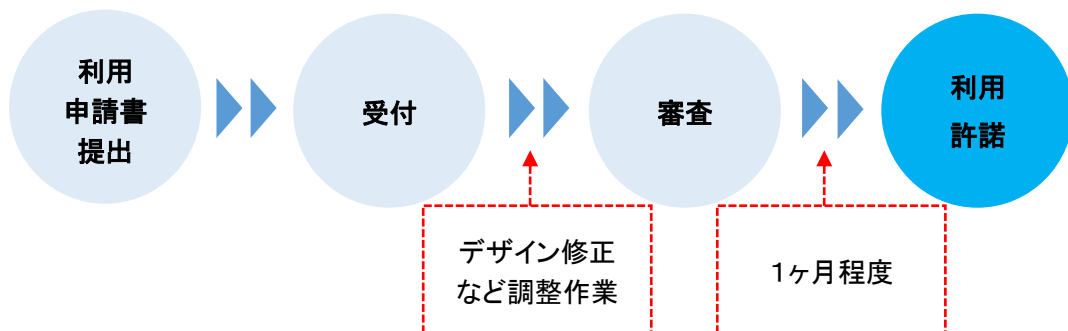 利用
申請書
提出
受付
審査
利用
許諾
デザイン修正
など調整作業
1ヶ月程度